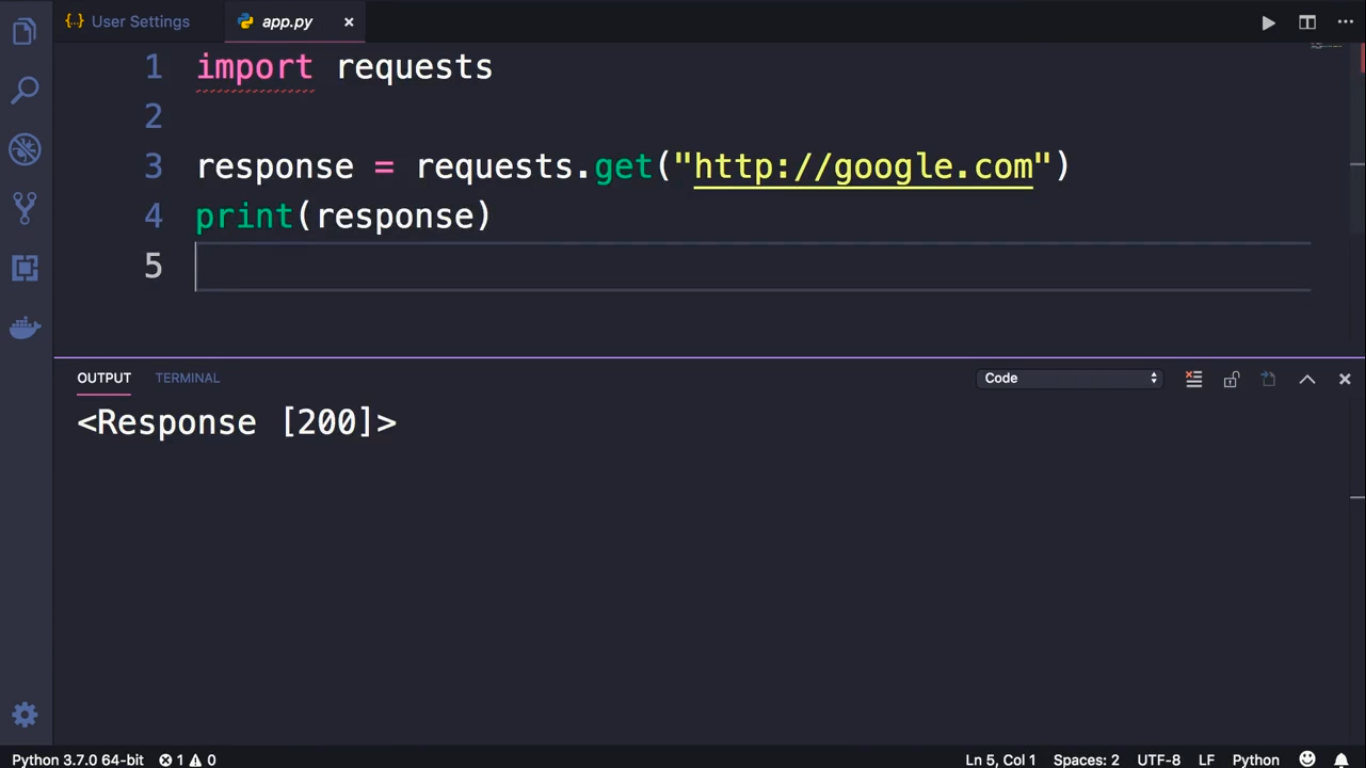 {..} User Settings app.py ×
1 import requests
2
3 response = requests.get("http://google.com")
4 print(response)
5
OUTPUT TERMINAL Code
<Response [200]>
Python 3.7.0 64-bit 1 0 Ln 5, Col 1 Spaces: 2 UTF-8 LF Python